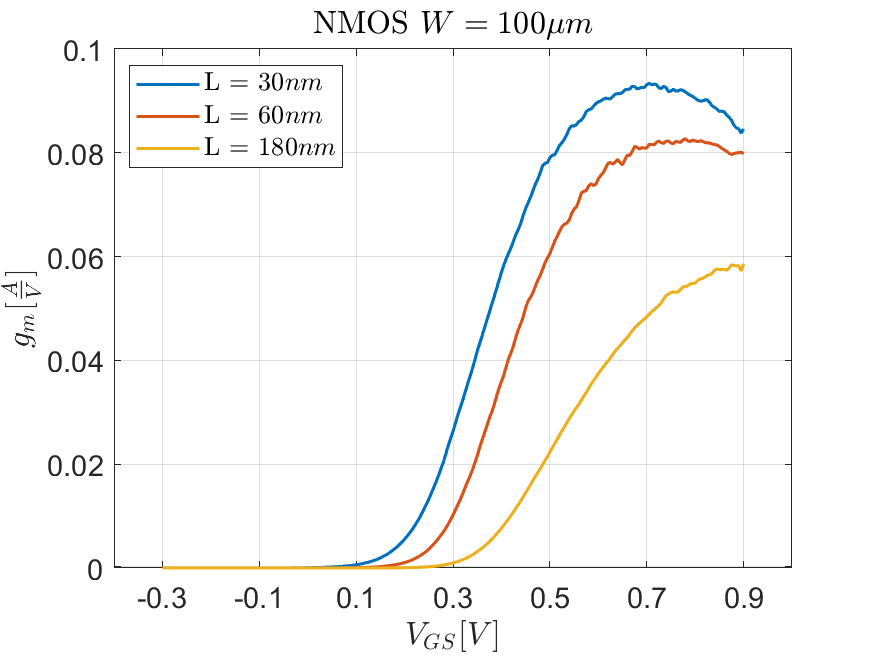 NMOS W = 100μm
0.1
0.08
0.06
0.04
0.02
0
L = 30nm
L = 60nm
L = 180nm
g_m[A/V]
-0.3 -0.1 0.1 0.3 0.5 0.7 0.9
V_GS[V]